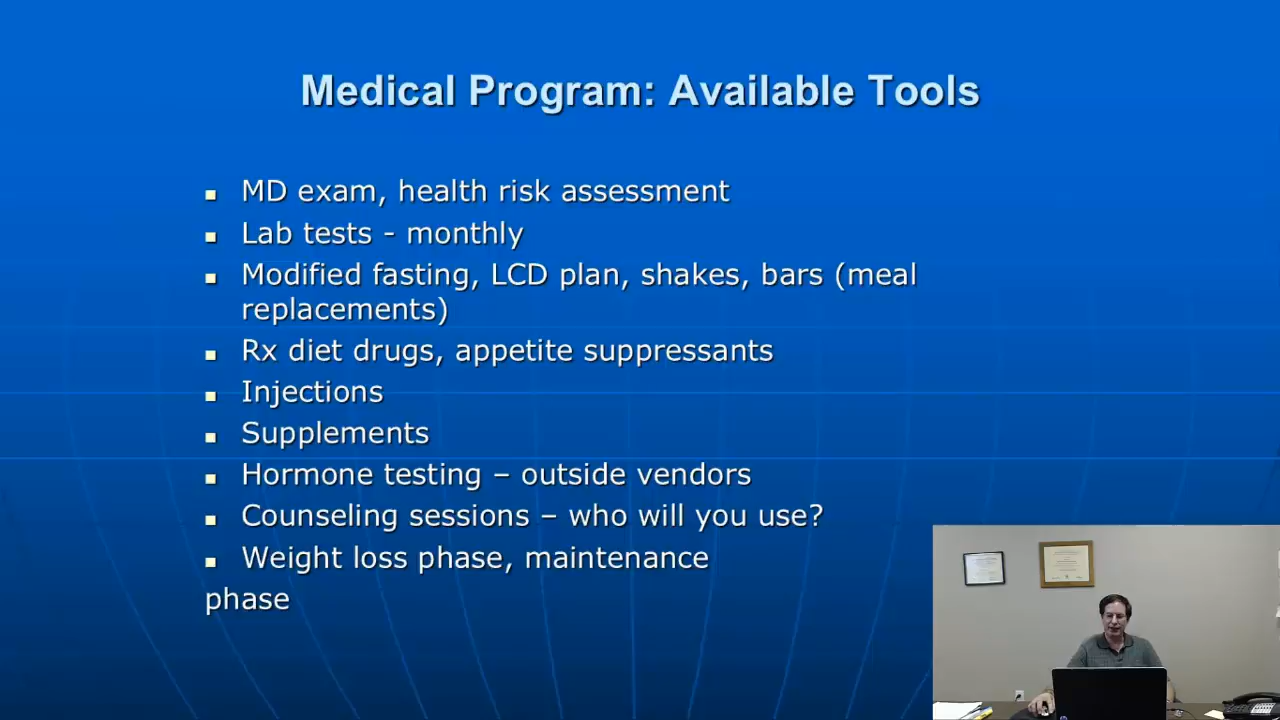 Medical Program: Available Tools
MD exam, health risk assessment
Lab tests - monthly
Modified fasting, LCD plan, shakes, bars (meal
replacements)
Rx diet drugs, appetite suppressants
Injections
Supplements
Hormone testing – outside vendors
Counseling sessions – who will you use?
Weight loss phase, maintenance
phase